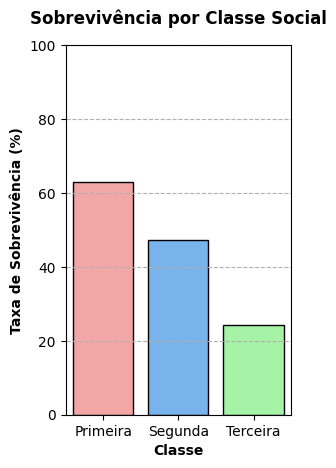 Sobrevivência por Classe Social
Taxa de Sobrevivência (%)
100
80
60
40
20
0
Primeira Segunda Terceira
Classe